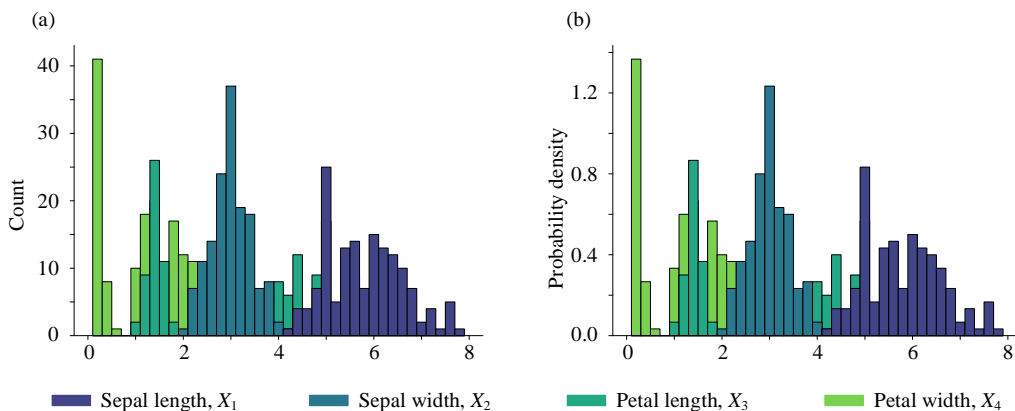 (a)
40
30
20
10
0
Count
0 2 4 6 8
(b)
1.2
0.8
0.4
0.0
Probability density
0 2 4 6 8
Sepal length, X1 Sepal width, X2 Petal length, X3 Petal width, X4